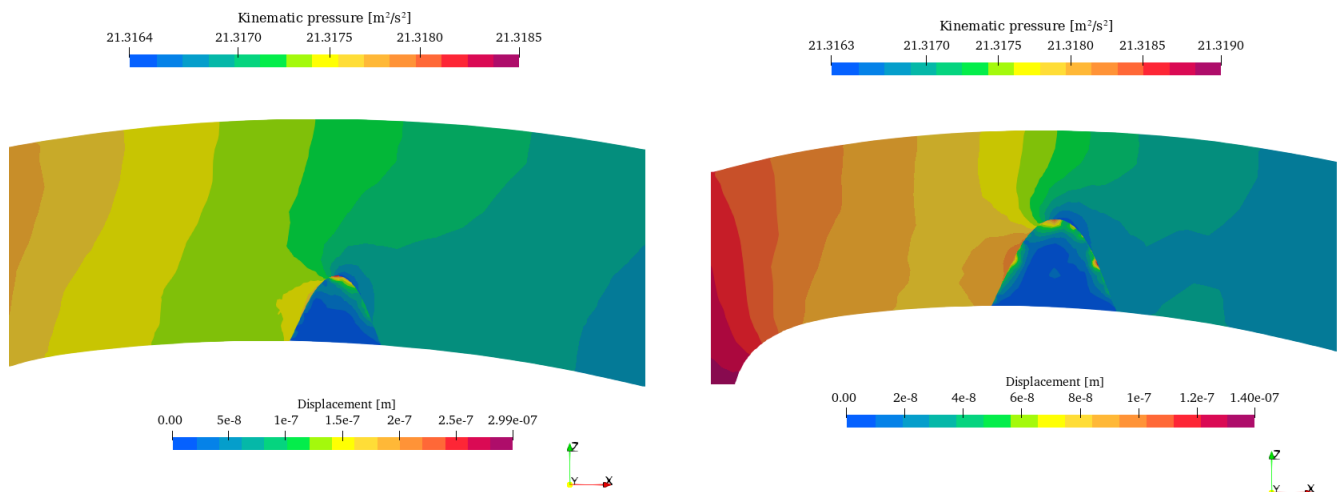 Kinematic pressure [m²/s²]
21.3164 21.3170 21.3175 21.3180 21.3185
Displacement [m]
0.00 5e-8 1e-7 1.5e-7 2e-7 2.5e-7 2.99e-07
Z
Y X
Kinematic pressure [m²/s²]
21.3163 21.3170 21.3175 21.3180 21.3185 21.3190
Displacement [m]
0.00 2e-8 4e-8 6e-8 8e-8 1e-7 1.2e-7 1.40e-07
Z
Y X